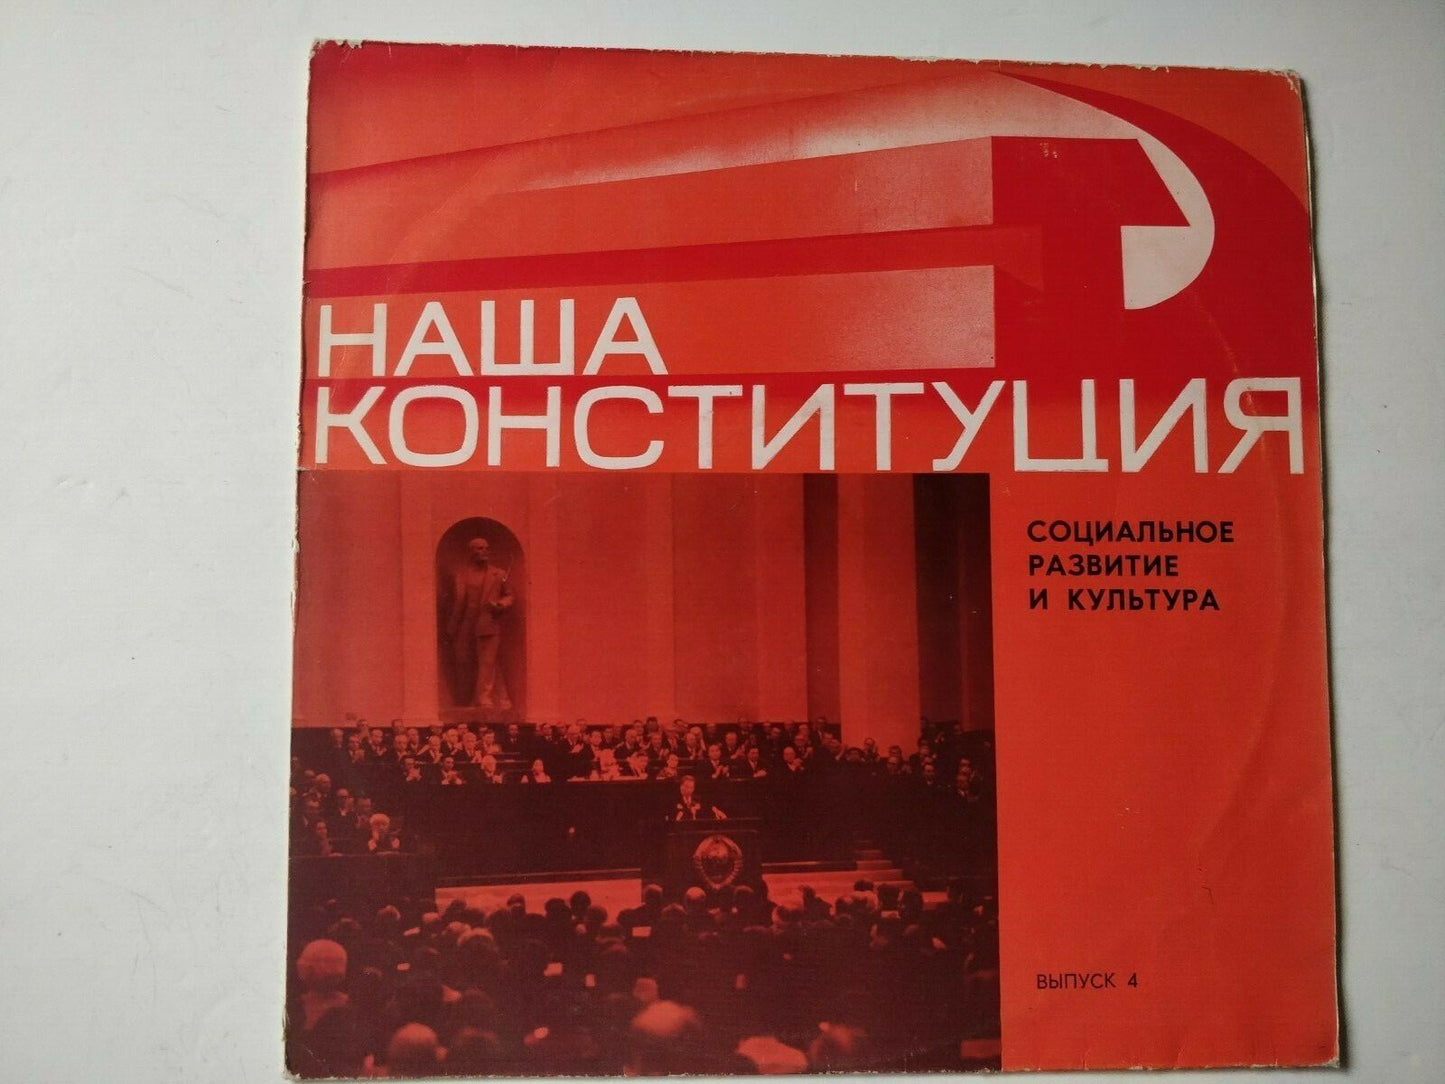 НАША
КОНСТИТУЦИЯ
СОЦИАЛЬНОЕ
РАЗВИТИЕ
И КУЛЬТУРА
ВЫПУСК 4